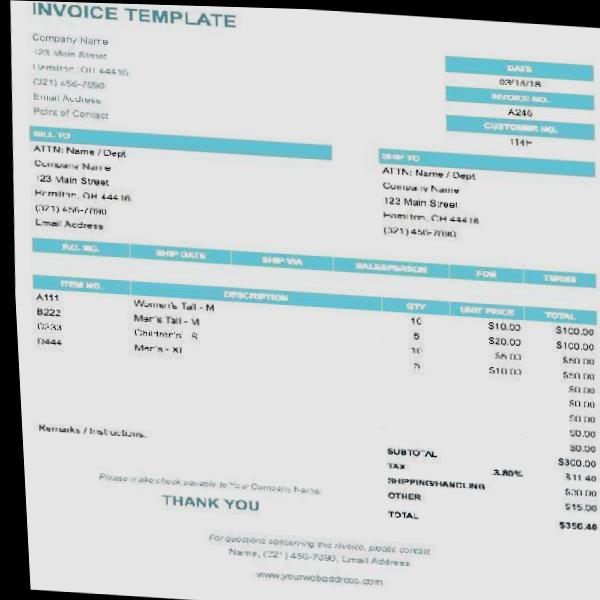 INVOICE TEMPLATE
Company Name
123 Main Street
Hamilton, OH 44416
(321) 456-7890
Email Address
Point of Contact
DATE
03/18/18
INVOICE NO.
A246
CUSTOMER NO.
BILL TO
ATTN: Name / Dept
Company Name
123 Main Street
Hamilton, OH 44416
(321) 456-7890
Email Address
SHIP TO
ATTN: Name / Dept
Company Name
123 Main Street
Hamilton, OH 44416
(321) 456-7890
P.O. NO. SHIP DATE SHIP VIA SALESPERSON FOB TERMS
ITEM NO. DESCRIPTION QTY UNIT PRICE TOTAL
A111 Women's Tall - M 10 $10.00 $100.00
B222 Men's Tall - M 5 $20.00 $100.00
C333 Children's - S 10 $5.00 $50.00
D444 Men's - XL 5 $10.00 $50.00
$0.00
$0.00
$0.00
$0.00
$0.00
Remarks / Instructions:
SUBTOTAL $300.00
TAX 3.80% $11.40
SHIPPING/HANDLING $30.00
OTHER $15.00
TOTAL $356.40
Please make check payable to Your Company Name.
THANK YOU
For questions concerning this invoice, please contact
Name, (321) 456-7890, Email Address
www.yourwebaddress.com